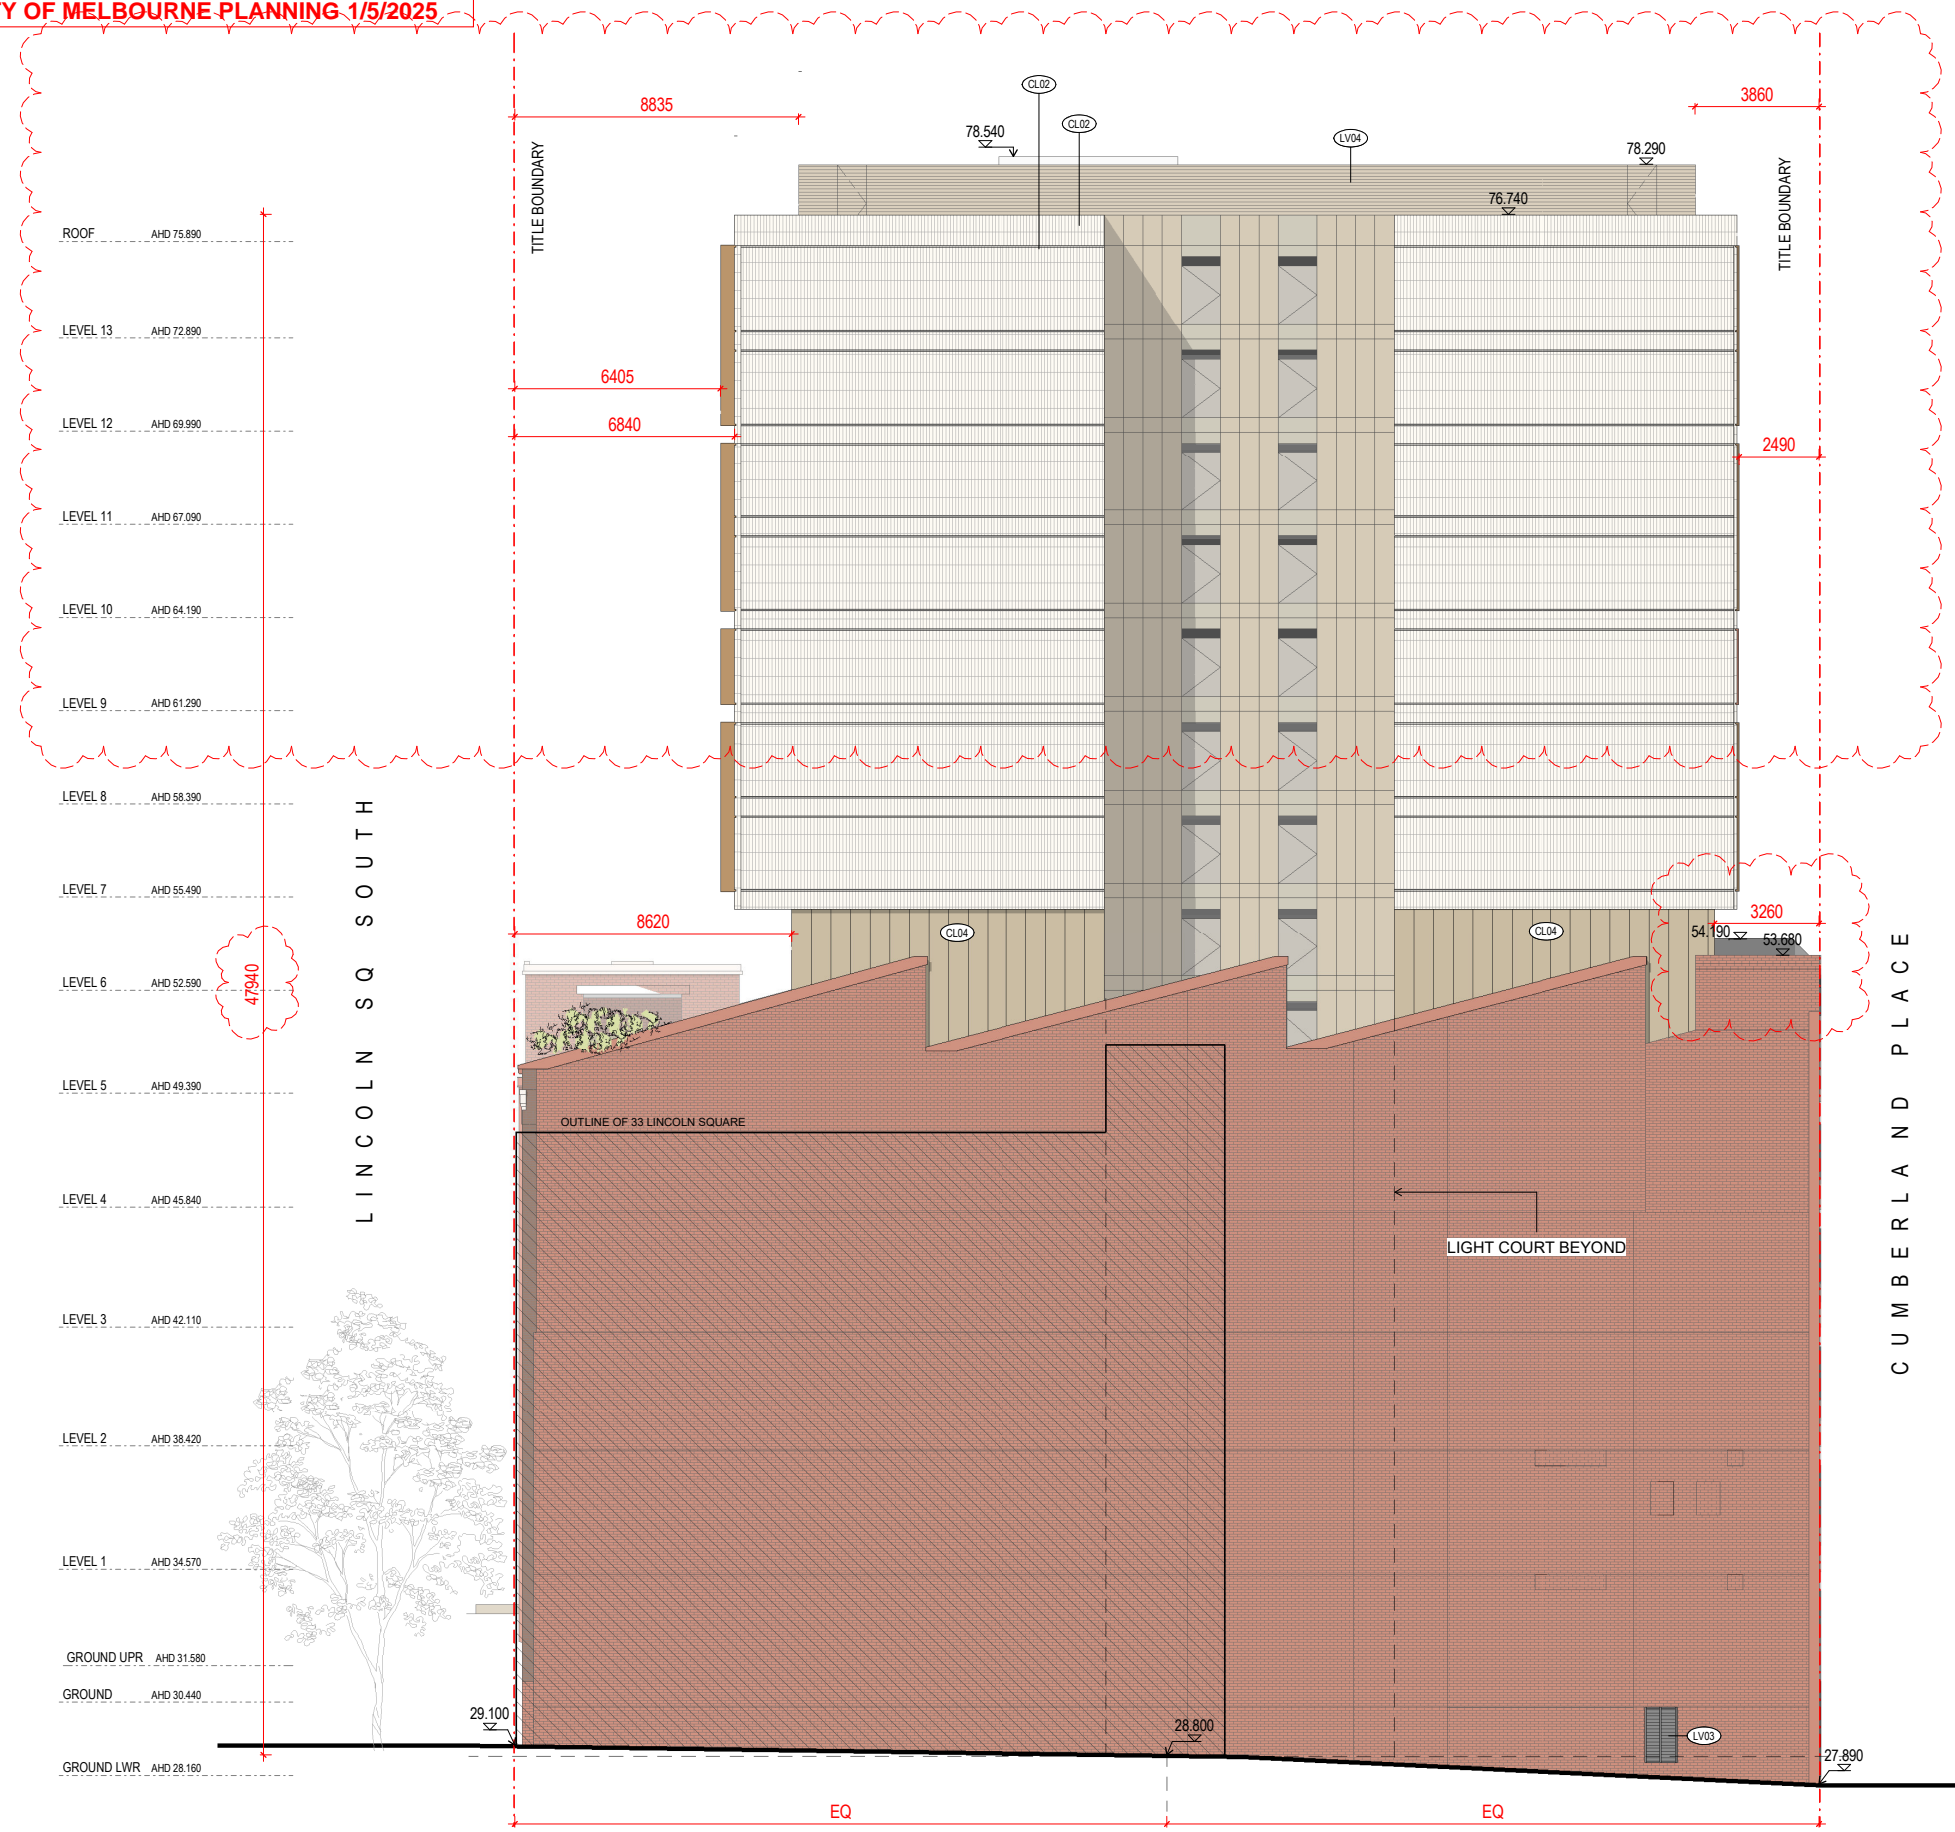 Y OF MELBOURNE PLANNING 1/5/2025
8835
CL02
3860
CL02
78.540
LV04
78.290
TITLE BOUNDARY
TITLE BOUNDARY
76.740
ROOF AHD 75.890
LEVEL 13 AHD 72.890
6405
LEVEL 12 AHD 69.990
6840
2490
LEVEL 11 AHD 67.090
LEVEL 10 AHD 64.190
LEVEL 9 AHD 61.290
LEVEL 8 AHD 58.390
LEVEL 7 AHD 55.490
LINCOLN SQ SOUTH
8620
CL04
CL04
3260
54.190
53.680
CUMBERLAND PLACE
47940
LEVEL 6 AHD 52.590
LEVEL 5 AHD 49.390
OUTLINE OF 33 LINCOLN SQUARE
LEVEL 4 AHD 45.840
LIGHT COURT BEYOND
LEVEL 3 AHD 42.110
LEVEL 2 AHD 38.420
LEVEL 1 AHD 34.570
GROUND UPR AHD 31.580
GROUND AHD 30.440
29.100
28.800
LV03
27.890
GROUND LWR AHD 28.160
EQ
EQ